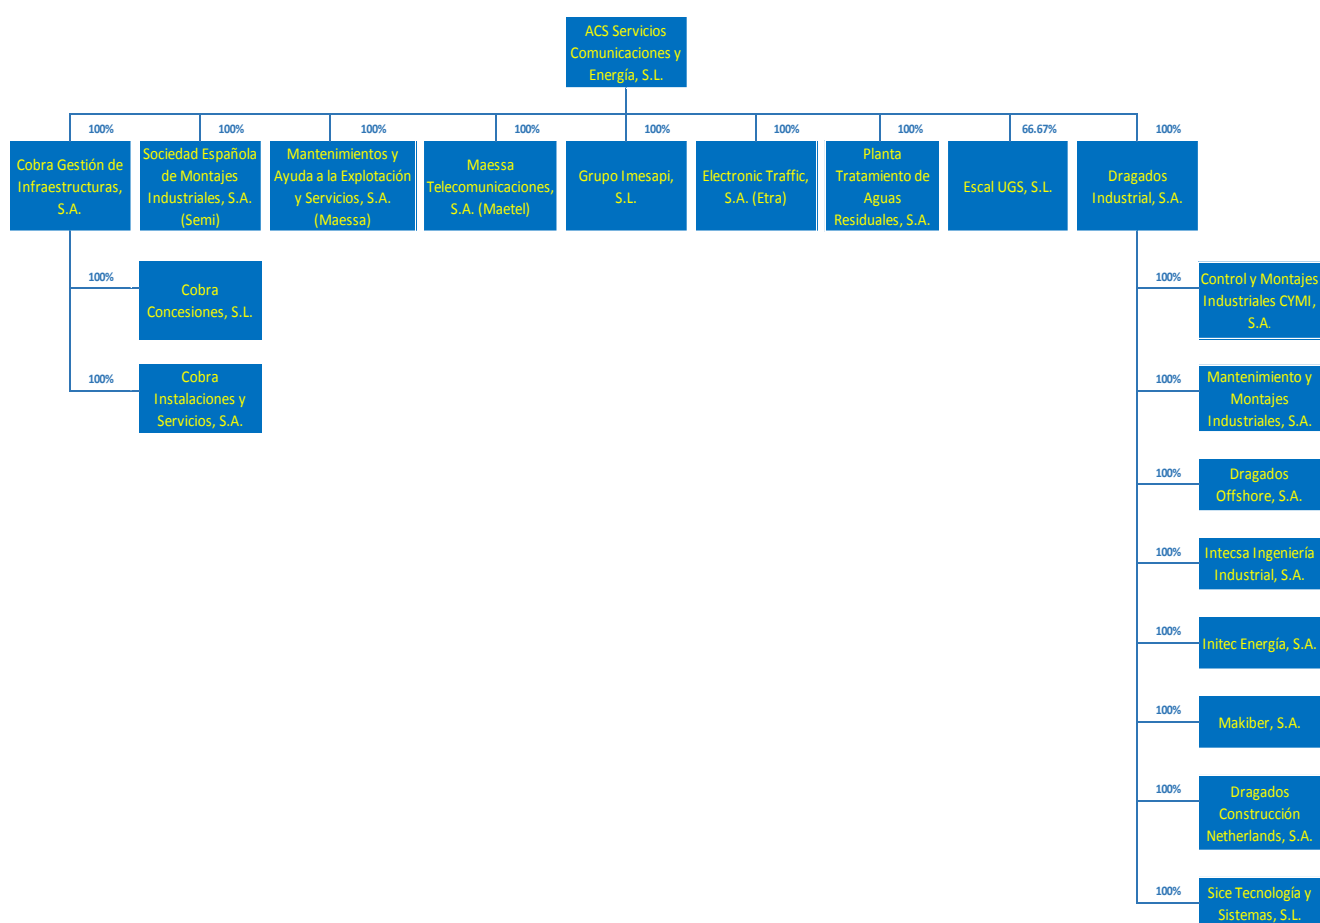 ACS Servicios
Comunicaciones y
Energía, S.L.
100%
100%
100%
100%
100%
100%
100%
66.67%
100%
Cobra Gestión de
Infraestructuras,
S.A.
Sociedad Española
de Montajes
Industriales, S.A.
(Semi)
Mantenimientos y
Ayuda a la Explotación
y Servicios, S.A.
(Maessa)
Maessa
Telecomunicaciones,
S.A. (Maetel)
Grupo Imesapi,
S.L.
Electronic Traffic,
S.A. (Etra)
Planta
Tratamiento de
Aguas
Residuales, S.A.
Escal UGS, S.L.
Dragados
Industrial, S.A.
100%
Cobra
Concesiones, S.L.
100%
Cobra
Instalaciones y
Servicios, S.A.
100%
Control y Montajes
Industriales CYMI,
S.A.
100%
Mantenimiento y
Montajes
Industriales, S.A.
100%
Dragados
Offshore, S.A.
100%
Intecsa Ingeniería
Industrial, S.A.
100%
Initec Energía, S.A.
100%
Makiber, S.A.
100%
Dragados
Construcción
Netherlands, S.A.
100%
Sice Tecnología y
Sistemas, S.L.